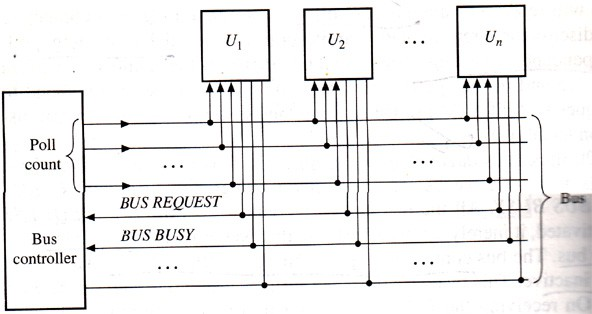 U1
U2
...
Un
Poll
count
...
...
BUS REQUEST
Bus
BUS BUSY
Bus
controller
...
...